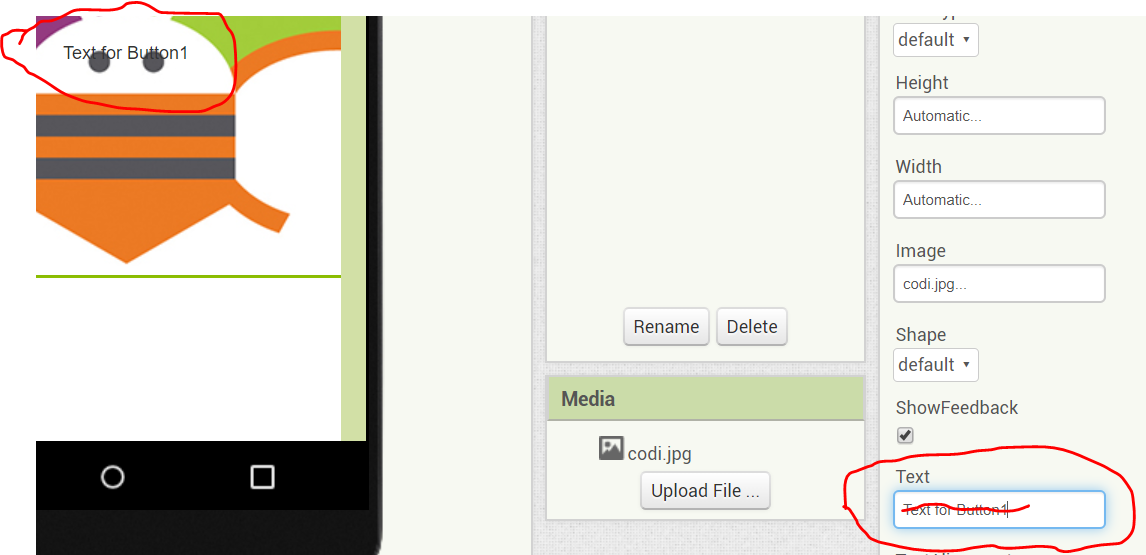 Text for Button1
default
Height
Automatic...
Width
Automatic...
Image
codi.jpg...
Rename
Delete
Shape
default
Media
codi.jpg
Upload File ...
ShowFeedback
Text
Text for Button1